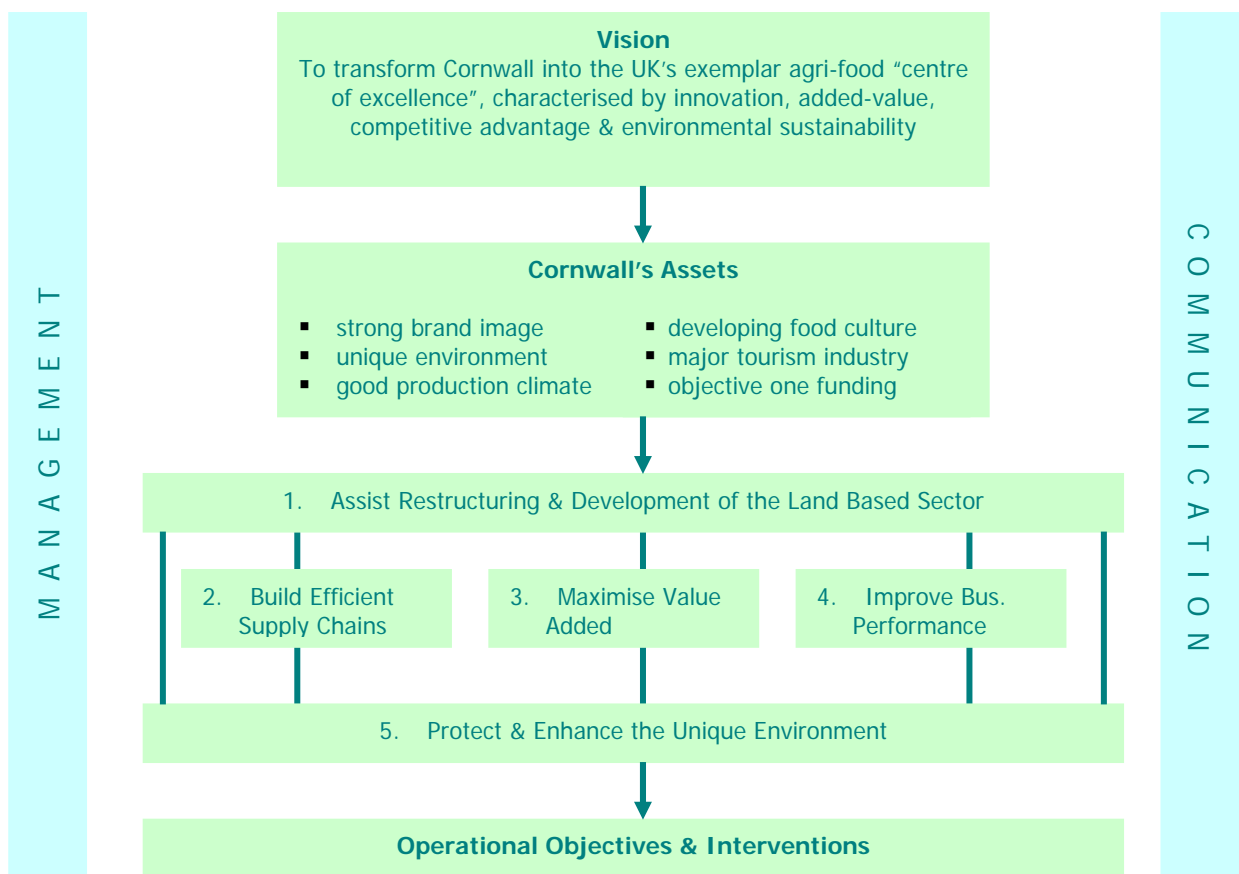 MANAGEMENT
Vision
To transform Cornwall into the UK's exemplar agri-food "centre
of excellence", characterised by innovation, added-value,
competitive advantage & environmental sustainability
Cornwall's Assets
▪ strong brand image
▪ unique environment
▪ good production climate
▪ developing food culture
▪ major tourism industry
▪ objective one funding
1. Assist Restructuring & Development of the Land Based Sector
2. Build Efficient
Supply Chains
3. Maximise Value
Added
4. Improve Bus.
Performance
5. Protect & Enhance the Unique Environment
Operational Objectives & Interventions
COMMUNICATION